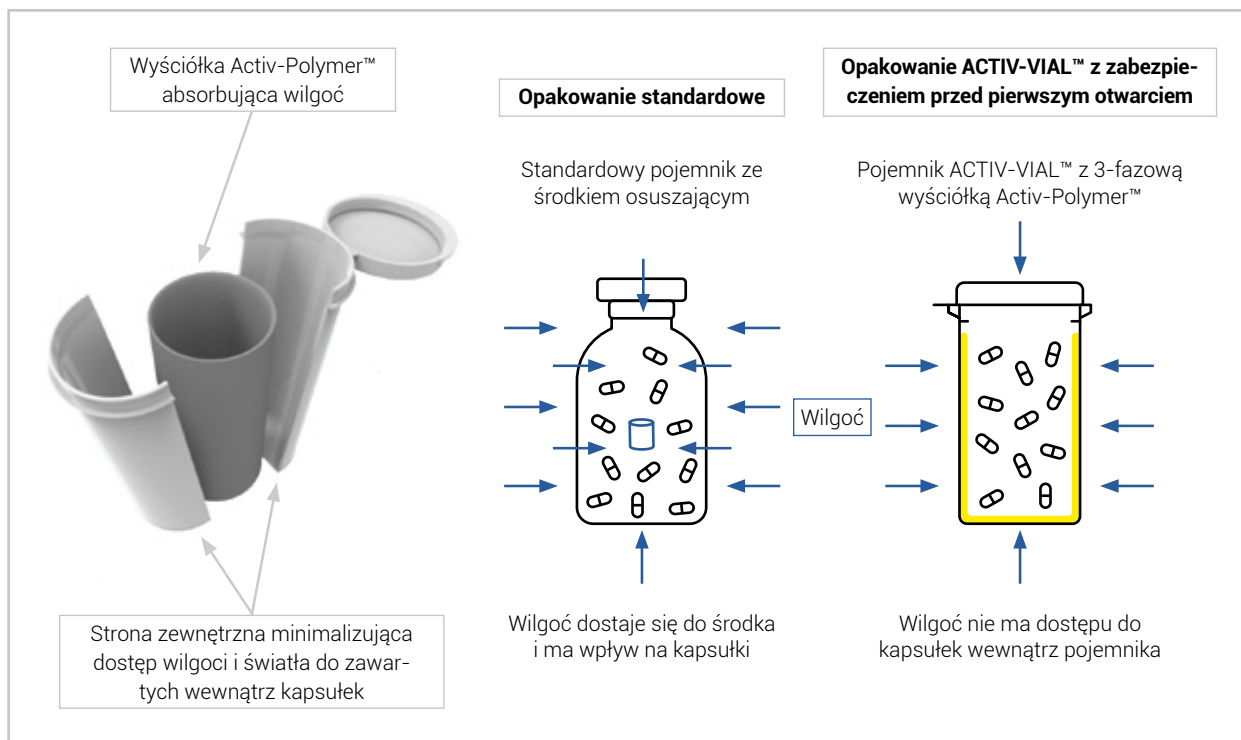 Wyściółka Activ-Polymer™
absorbująca wilgoć
Strona zewnętrzna minimalizująca
dostęp wilgoci i światła do zawar-
tych wewnątrz kapsułek
Opakowanie standardowe
Standardowy pojemnik ze
środkiem osuszającym
Wilgoć dostaje się do środka
i ma wpływ na kapsułki
Wilgoć
Opakowanie ACTIV-VIAL™ z zabezpie-
czeniem przed pierwszym otwarciem
Pojemnik ACTIV-VIAL™ z 3-fazową
wyściółką Activ-Polymer™
Wilgoć nie ma dostępu do
kapsułek wewnątrz pojemnika